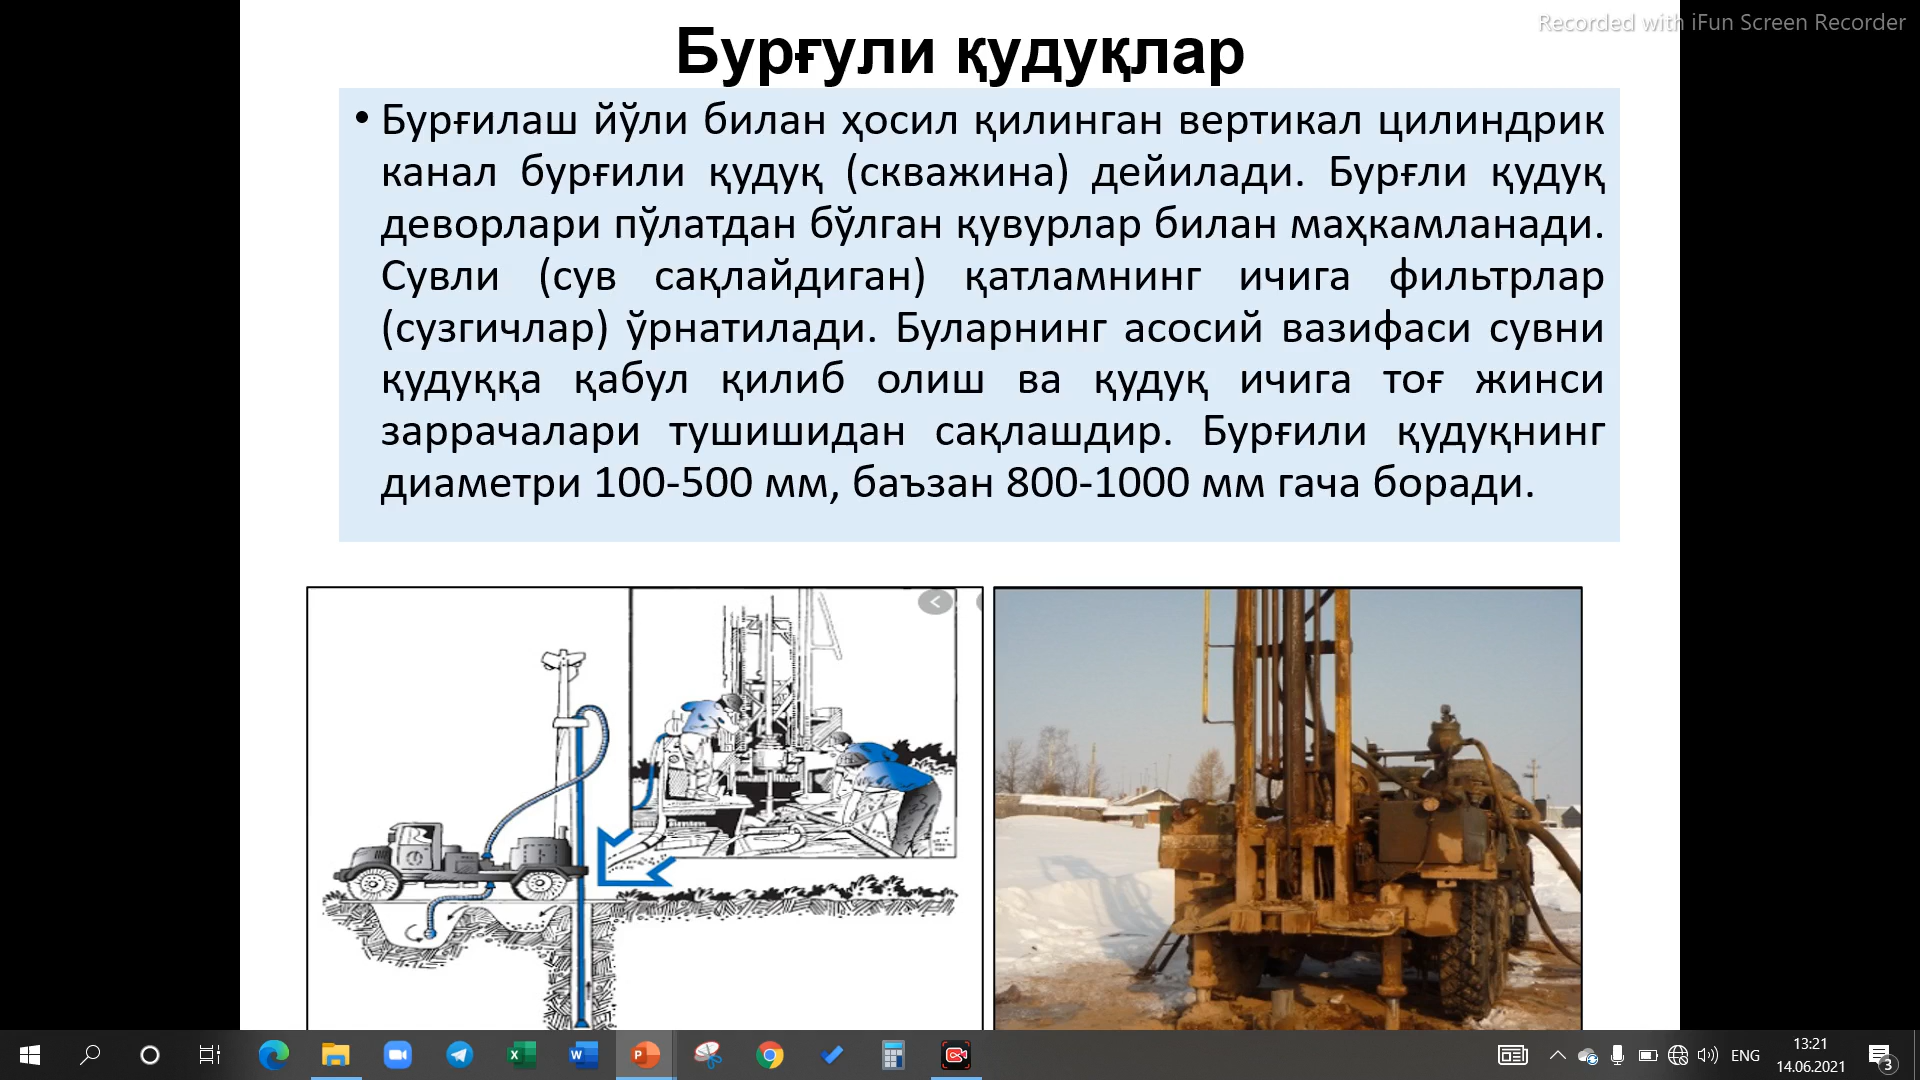 Recorded with iFun Screen Recorder
Бурғули қудуқлар
• Бурғилаш йўли билан ҳосил қилинган вертикал цилиндрик
канал бурғили қудуқ (скважина) дейилади. Бурғли қудуқ
деворлари пўлатдан бўлган қувурлар билан маҳкамланади.
Сувли (сув сақлайдиган) қатламнинг ичига фильтрлар
(сузгичлар) ўрнатилади. Буларнинг асосий вазифаси сувни
қудуққа қабул қилиб олиш ва қудуқ ичига тоғ жинси
заррачалари тушишидан сақлашдир. Бурғили қудуқнинг
диаметри 100-500 мм, баъзан 800-1000 мм гача боради.
ENG
13:21
14.06.2021
3